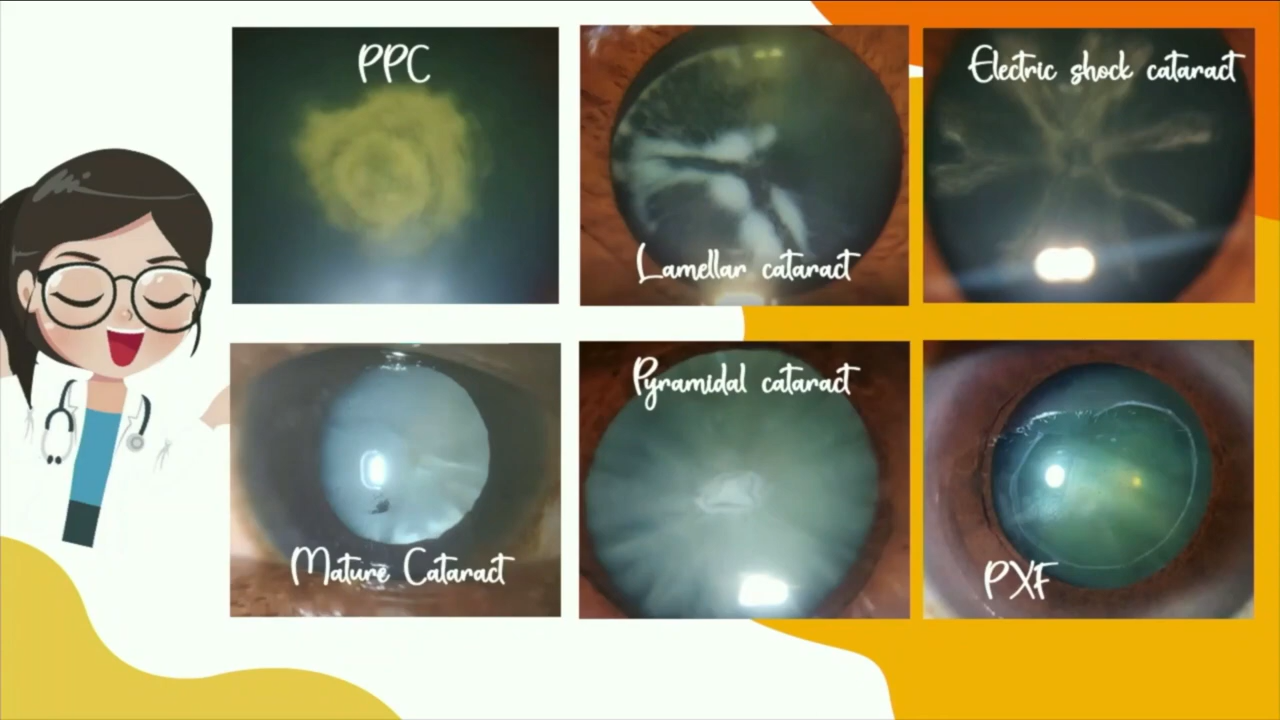 PPC
Lamellar cataract
Electric shock cataract
Mature Cataract
Pyramidal cataract
PXF